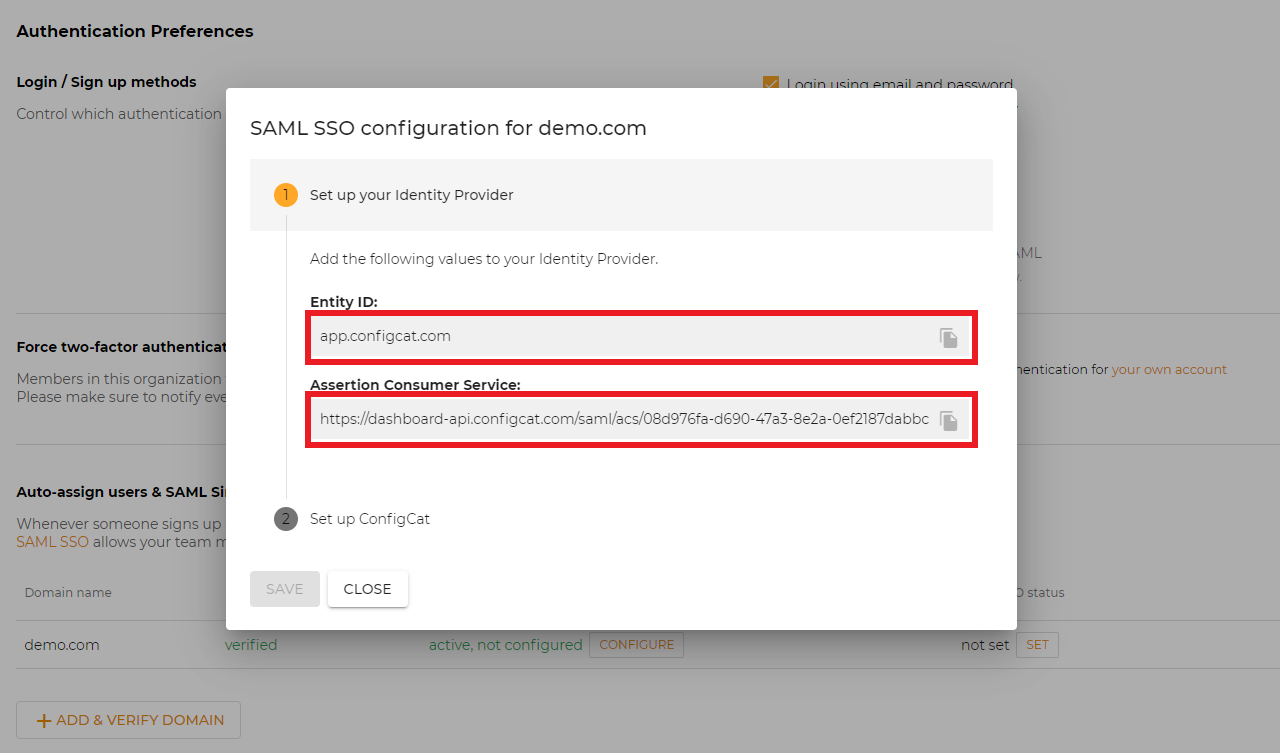 Authentication Preferences
Login / Sign up methods
Login using email and password
Control which authentication
SAML SSO configuration for demo.com
1 Set up your Identity Provider
Add the following values to your Identity Provider.
Entity ID:
app.configcat.com
Assertion Consumer Service:
https://dashboard-api.configcat.com/saml/acs/08d976fa-d690-47a3-8e2a-0ef2187dabbc
2 Set up ConfigCat
SAVE CLOSE
Force two-factor
Members in this organization
Please make sure to notify
for your own account
Auto-assign users & SAML
Whenever someone signs up
SAML SSO allows your team
Domain name
status
demo.com verified active, not configured CONFIGURE not set SET
+ ADD & VERIFY DOMAIN